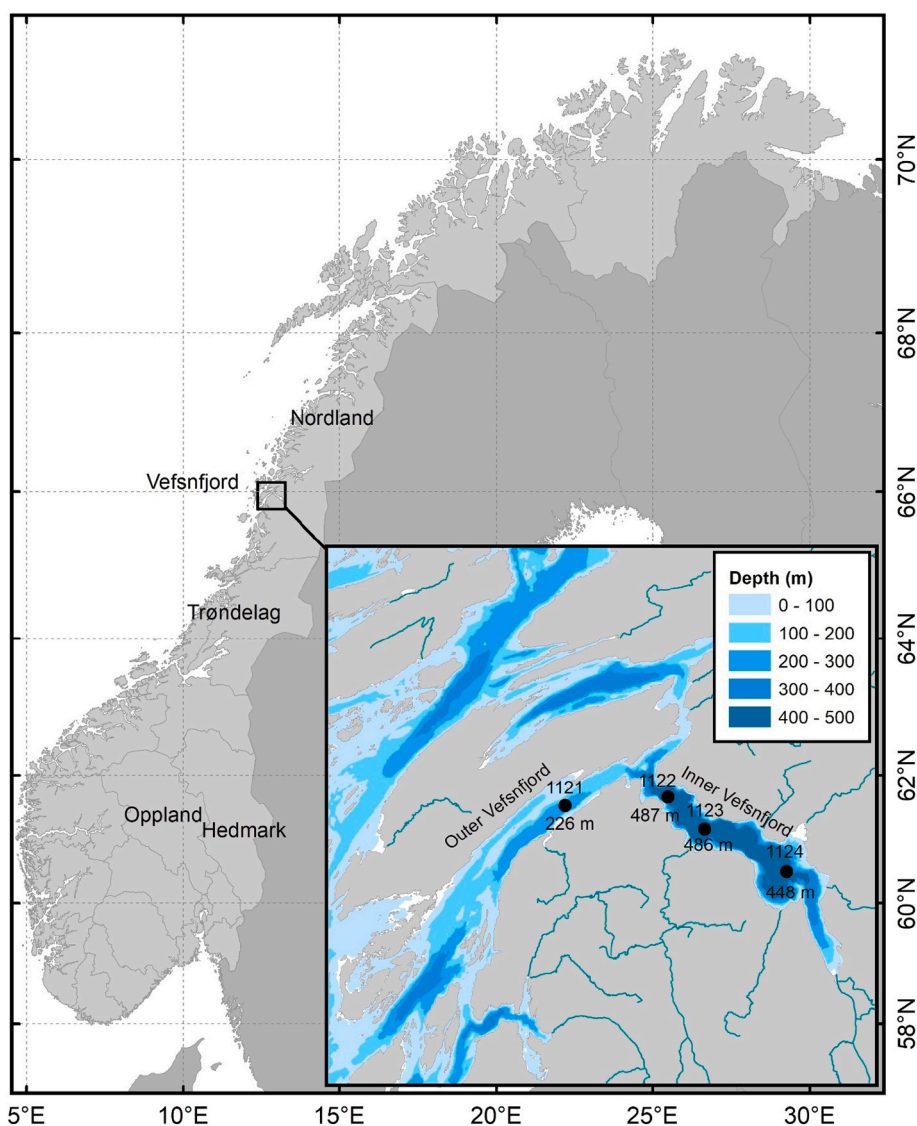 70°N
68°N
Nordland
Vefsnfjord
66°N
Depth (m)
0 - 100
100 - 200
200 - 300
300 - 400
400 - 500
Trøndelag
64°N
Oppland
Hedmark
62°N
Outer Vefsnfjord
Inner Vefsnfjord
1121
226 m
1122
487 m
1123
486 m
1124
448 m
60°N
58°N
5°E
10°E
15°E
20°E
25°E
30°E